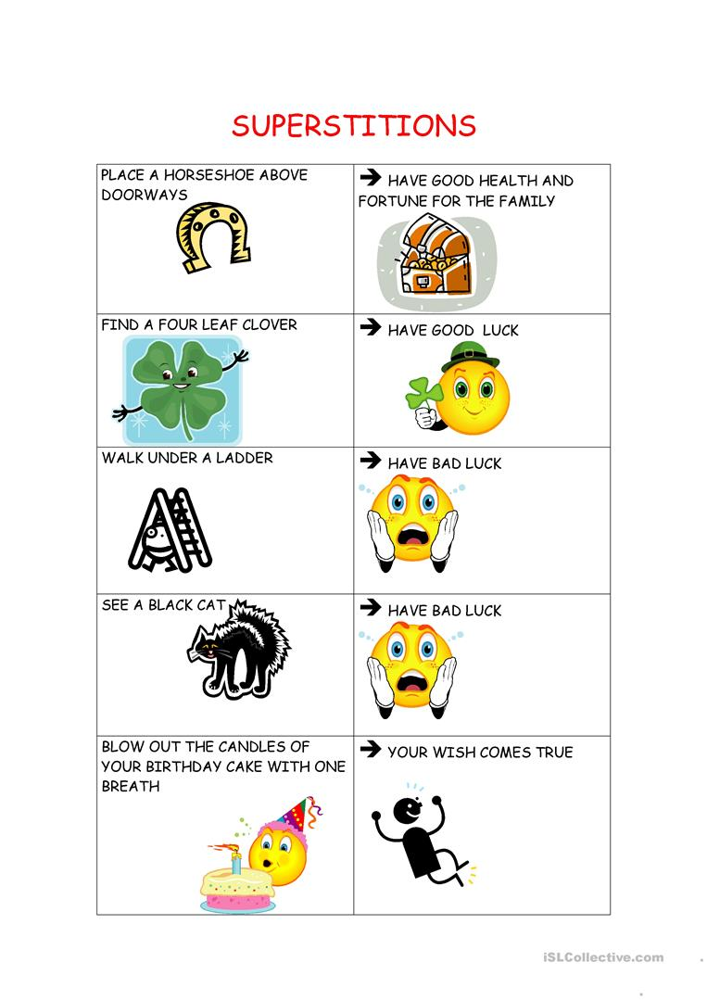 SUPERSTITIONS
PLACE A HORSESHOE ABOVE
DOORWAYS
➔ HAVE GOOD HEALTH AND
FORTUNE FOR THE FAMILY
FIND A FOUR LEAF CLOVER
➔ HAVE GOOD LUCK
WALK UNDER A LADDER
➔ HAVE BAD LUCK
SEE A BLACK CAT
➔ HAVE BAD LUCK
BLOW OUT THE CANDLES OF
YOUR BIRTHDAY CAKE WITH ONE
BREATH
➔ YOUR WISH COMES TRUE
iSLCollective.com